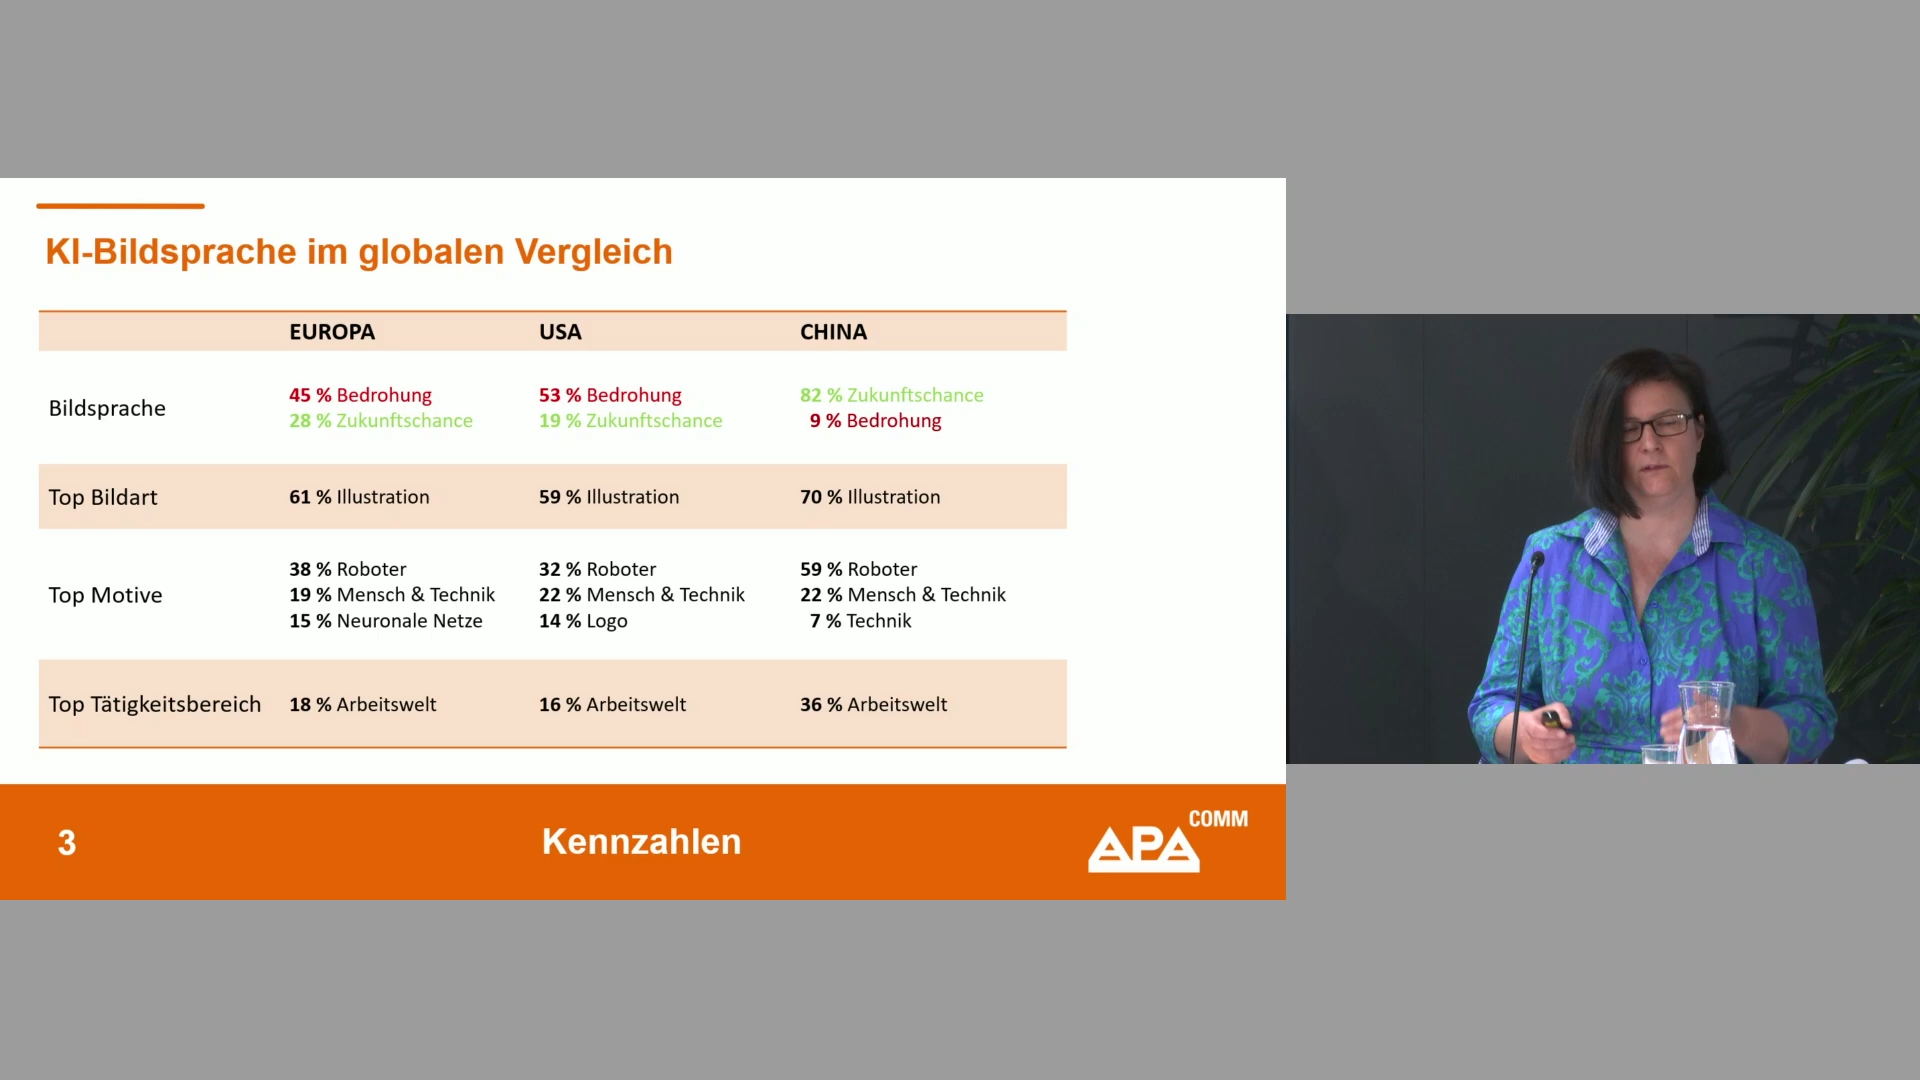 KI-Bildsprache im globalen Vergleich
EUROPA USA CHINA
Bildsprache
45 % Bedrohung 53 % Bedrohung 82 % Zukunftschance
28 % Zukunftschance 19 % Zukunftschance 9 % Bedrohung
Top Bildart 61 % Illustration 59 % Illustration 70 % Illustration
Top Motive
38 % Roboter 32 % Roboter 59 % Roboter
19 % Mensch & Technik 22 % Mensch & Technik 22 % Mensch & Technik
15 % Neuronale Netze 14 % Logo 7 % Technik
Top Tätigkeitsbereich 18 % Arbeitswelt 16 % Arbeitswelt 36 % Arbeitswelt
3 Kennzahlen APA COMM